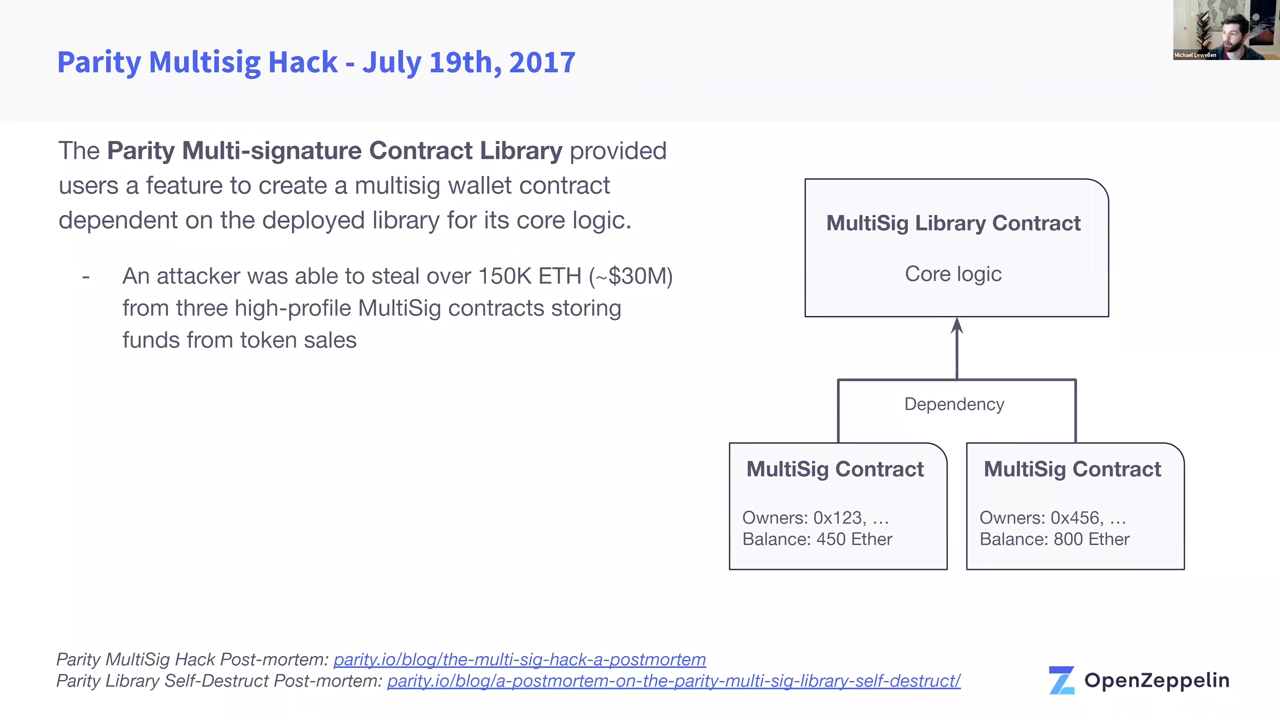 Parity Multisig Hack - July 19th, 2017
Michael Lewellen
The Parity Multi-signature Contract Library provided
users a feature to create a multisig wallet contract
dependent on the deployed library for its core logic.
- An attacker was able to steal over 150K ETH (~$30M)
from three high-profile MultiSig contracts storing
funds from token sales
MultiSig Library Contract
Core logic
Dependency
MultiSig Contract
Owners: 0x123, …
Balance: 450 Ether
MultiSig Contract
Owners: 0x456, …
Balance: 800 Ether
Parity MultiSig Hack Post-mortem: parity.io/blog/the-multi-sig-hack-a-postmortem
Parity Library Self-Destruct Post-mortem: parity.io/blog/a-postmortem-on-the-parity-multi-sig-library-self-destruct/
OpenZeppelin